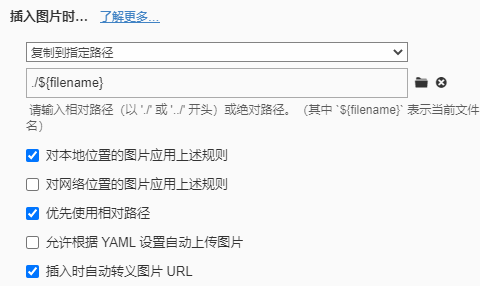 插入图片时... 了解更多...
复制到指定路径
./${filename}
请输入相对路径（以 './' 或 '../' 开头）或绝对路径。（其中 `${filename}` 表示当前文件
名）
对本地位置的图片应用上述规则
对网络位置的图片应用上述规则
优先使用相对路径
允许根据 YAML 设置自动上传图片
插入时自动转义图片 URL